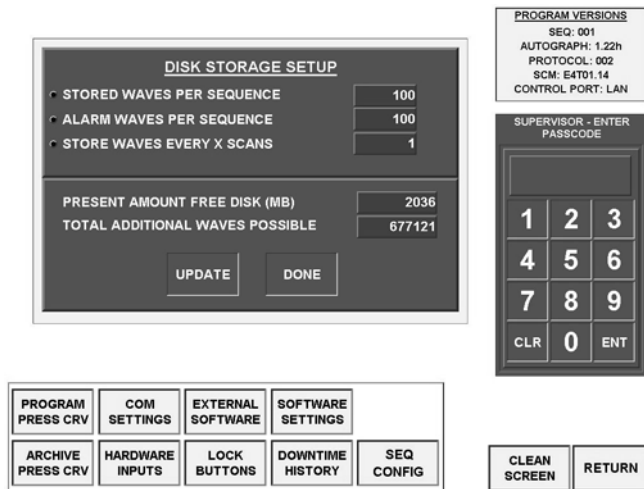 PROGRAM VERSIONS
SEQ: 001
AUTOGRAPH: 1.22h
PROTOCOL: 002
SCM: E4T01.14
CONTROL PORT: LAN
DISK STORAGE SETUP
STORED WAVES PER SEQUENCE 100
ALARM WAVES PER SEQUENCE 100
STORE WAVES EVERY X SCANS 1
PRESENT AMOUNT FREE DISK (MB) 2036
TOTAL ADDITIONAL WAVES POSSIBLE 677121
UPDATE DONE
SUPERVISOR - ENTER
PASSCODE
1 2 3
4 5 6
7 8 9
CLR 0 ENT
PROGRAM
PRESS CRV
COM
SETTINGS
EXTERNAL
SOFTWARE
SOFTWARE
SETTINGS
ARCHIVE
PRESS CRV
HARDWARE
INPUTS
LOCK
BUTTONS
DOWNTIME
HISTORY
SEQ
CONFIG
CLEAN
SCREEN
RETURN